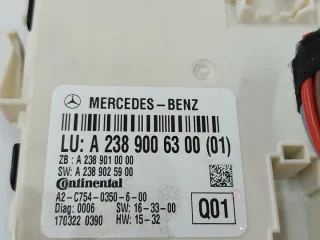 MERCEDES-BENZ
LU: A 238 900 63 00 (01)
ZB : A 238 901 00 00
SW: A 238 902 59 00
Continental
A2-C754-0350-6-00
Diag: 0006 SW: 16-33-00
170322 0390 HW: 15-32
Q01